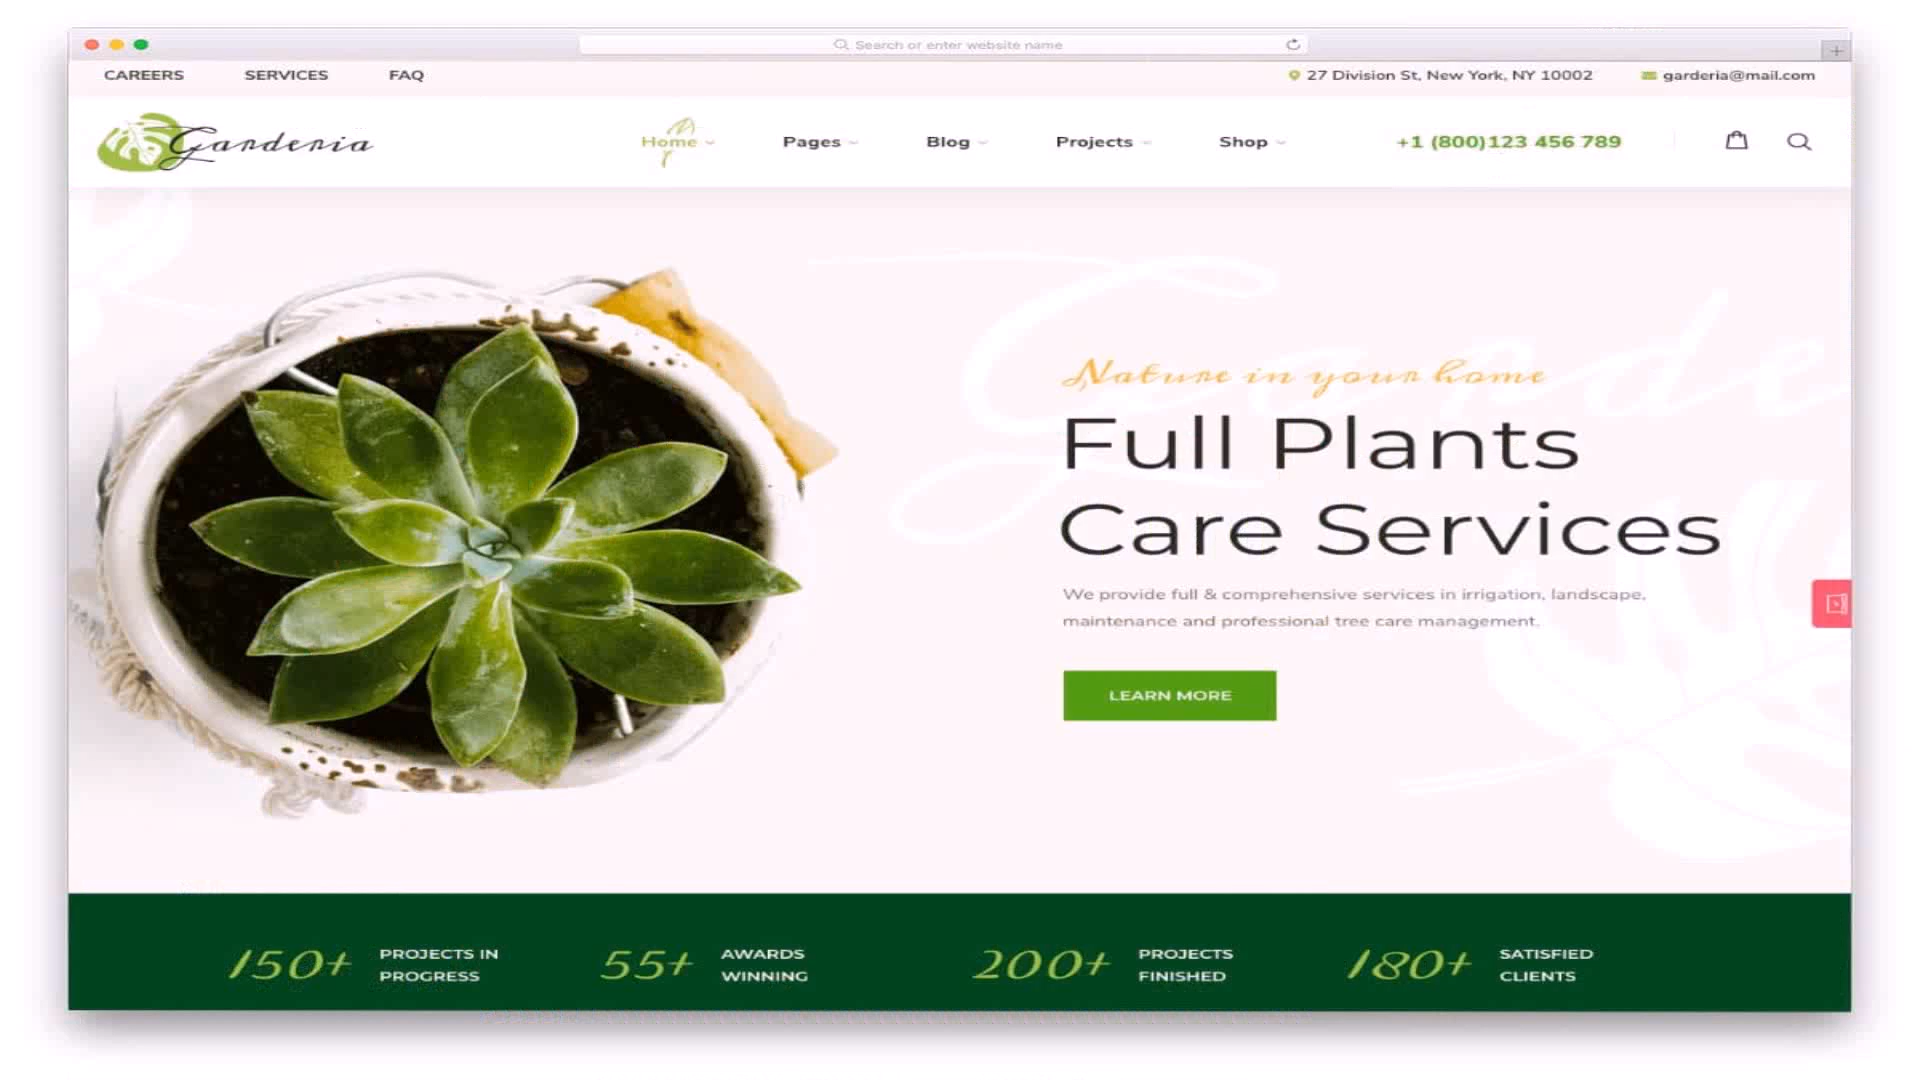 Search or enter website name
CAREERS SERVICES FAQ 27 Division St, New York, NY 10002 garderia@mail.com
Garderia Home Pages Blog Projects Shop +1 (800)123 456 789
Garde
Nature in your home
Full Plants
Care Services
We provide full & comprehensive services in irrigation, landscape,
maintenance and professional tree care management.
LEARN MORE
150+ PROJECTS IN PROGRESS
55+ AWARDS WINNING
200+ PROJECTS FINISHED
180+ SATISFIED CLIENTS